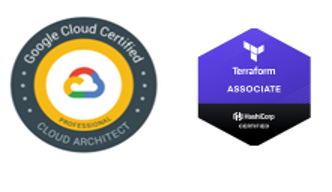 Google Cloud Certified
PROFESSIONAL
CLOUD ARCHITECT
Terraform
ASSOCIATE
HashiCorp
CERTIFIED